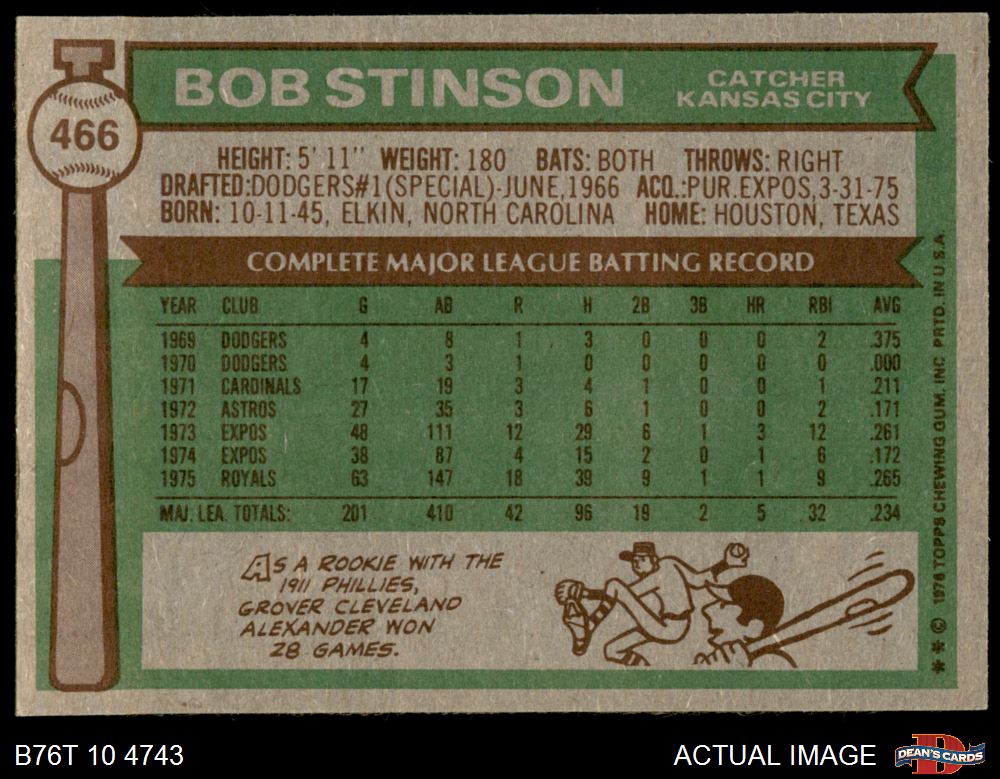 466
BOB STINSON
CATCHER
KANSAS CITY
HEIGHT: 5' 11" WEIGHT: 180 BATS: BOTH THROWS: RIGHT
DRAFTED:DODGERS#1(SPECIAL)-JUNE,1966 ACQ.:PUR.EXPOS,3-31-75
BORN: 10-11-45, ELKIN, NORTH CAROLINA HOME: HOUSTON, TEXAS
COMPLETE MAJOR LEAGUE BATTING RECORD
YEAR CLUB G AB R H 2B 3B HR RBI AVG
1969 DODGERS 4 8 1 3 0 0 0 2 .375
1970 DODGERS 4 3 1 0 0 0 0 0 .000
1971 CARDINALS 17 19 3 4 1 0 0 1 .211
1972 ASTROS 27 35 3 6 1 0 0 2 .171
1973 EXPOS 48 111 12 29 6 1 3 12 .261
1974 EXPOS 38 87 4 15 2 0 1 6 .172
1975 ROYALS 63 147 18 39 9 1 1 9 .265
MAJ. LEA. TOTALS: 201 410 42 96 19 2 5 32 .234
AS A ROOKIE WITH THE
1911 PHILLIES,
GROVER CLEVELAND
ALEXANDER WON
28 GAMES.
** © 1976 TOPPS CHEWING GUM, INC. PRTD. IN U.S.A.
B76T 10 4743
ACTUAL IMAGE
DEAN'S CARDS